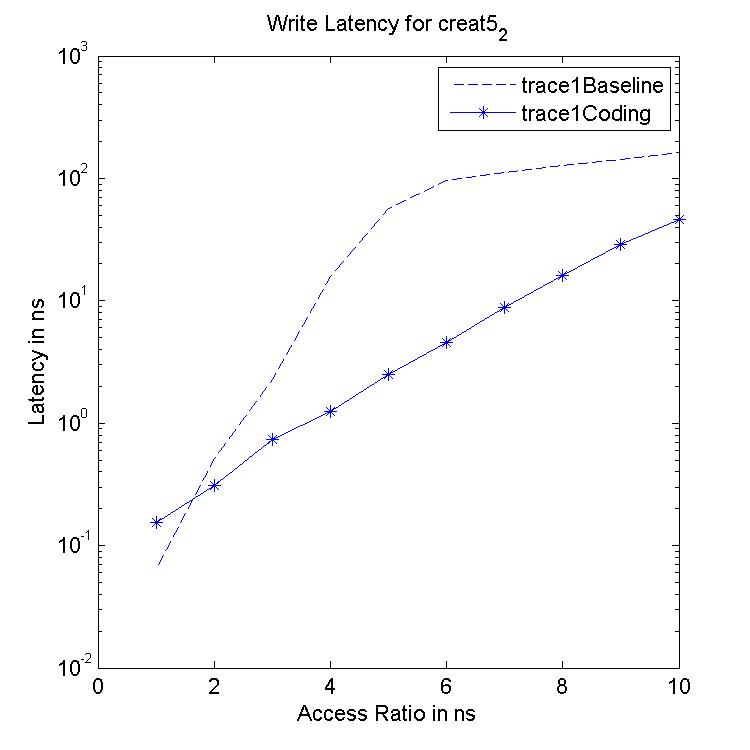 Write Latency for creat5₂
trace1Baseline
trace1Coding
10³
10²
10¹
10⁰
10⁻¹
10⁻²
Latency in ns
0 2 4 6 8 10
Access Ratio in ns